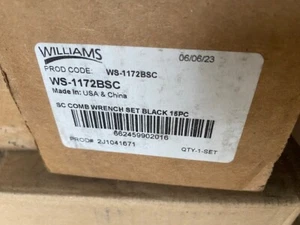 WILLIAMS
06/06/23
PROD CODE: WS-1172BSC
WS-1172BSC
Made in: USA & China
SC COMB WRENCH SET BLACK 15PC
662459902016
PROD# 2J1041671
QTY-1-SET